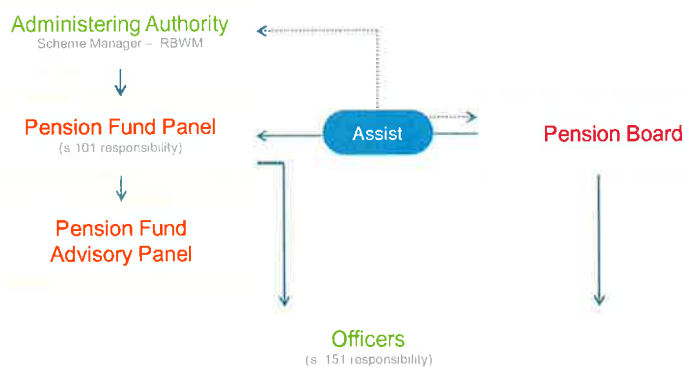 Administering Authority
Scheme Manager – RBWM
Pension Fund Panel
(s 101 responsibility)
Assist
Pension Board
Pension Fund
Advisory Panel
Officers
(s 151 responsibility)